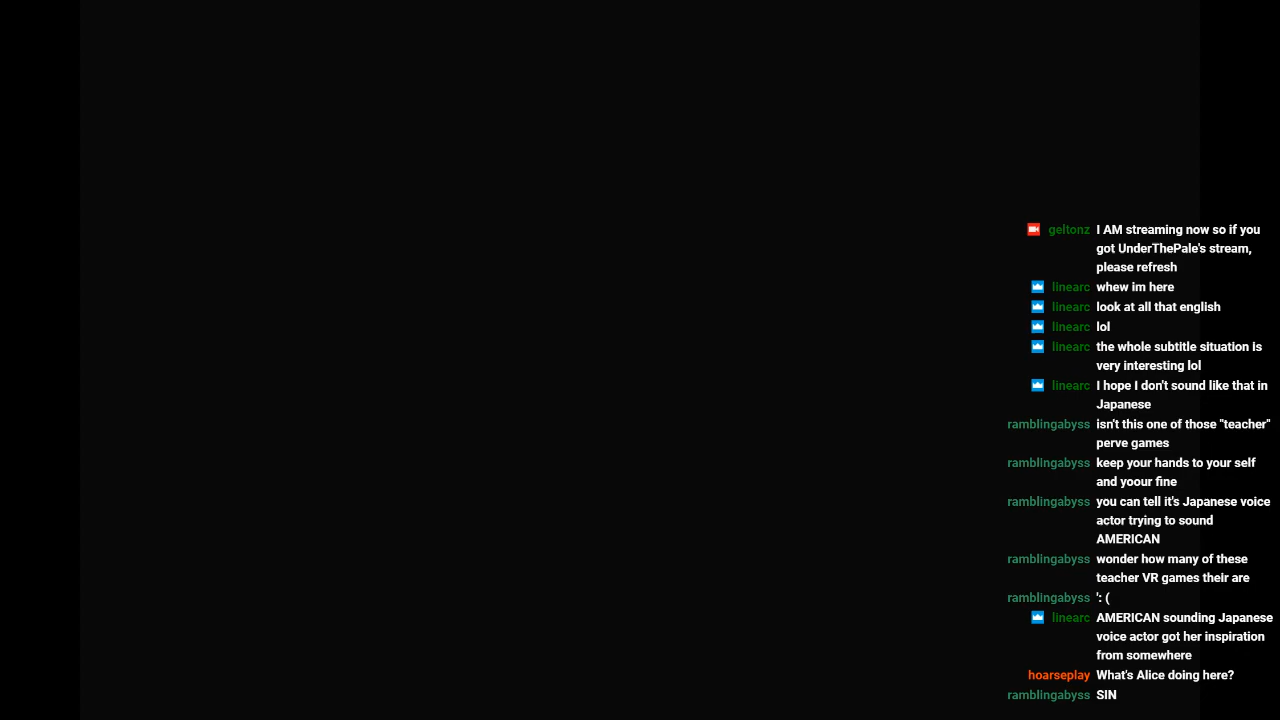 geltonz I AM streaming now so if you
got UnderThePale's stream,
please refresh
linearc whew im here
linearc look at all that english
linearc lol
linearc the whole subtitle situation is
very interesting lol
linearc I hope I don't sound like that in
Japanese
ramblingabyss isn't this one of those "teacher"
perve games
ramblingabyss keep your hands to your self
and yoour fine
ramblingabyss you can tell it's Japanese voice
actor trying to sound
AMERICAN
ramblingabyss wonder how many of these
teacher VR games their are
ramblingabyss ': (
linearc AMERICAN sounding Japanese
voice actor got her inspiration
from somewhere
hoarseplay What's Alice doing here?
ramblingabyss SIN